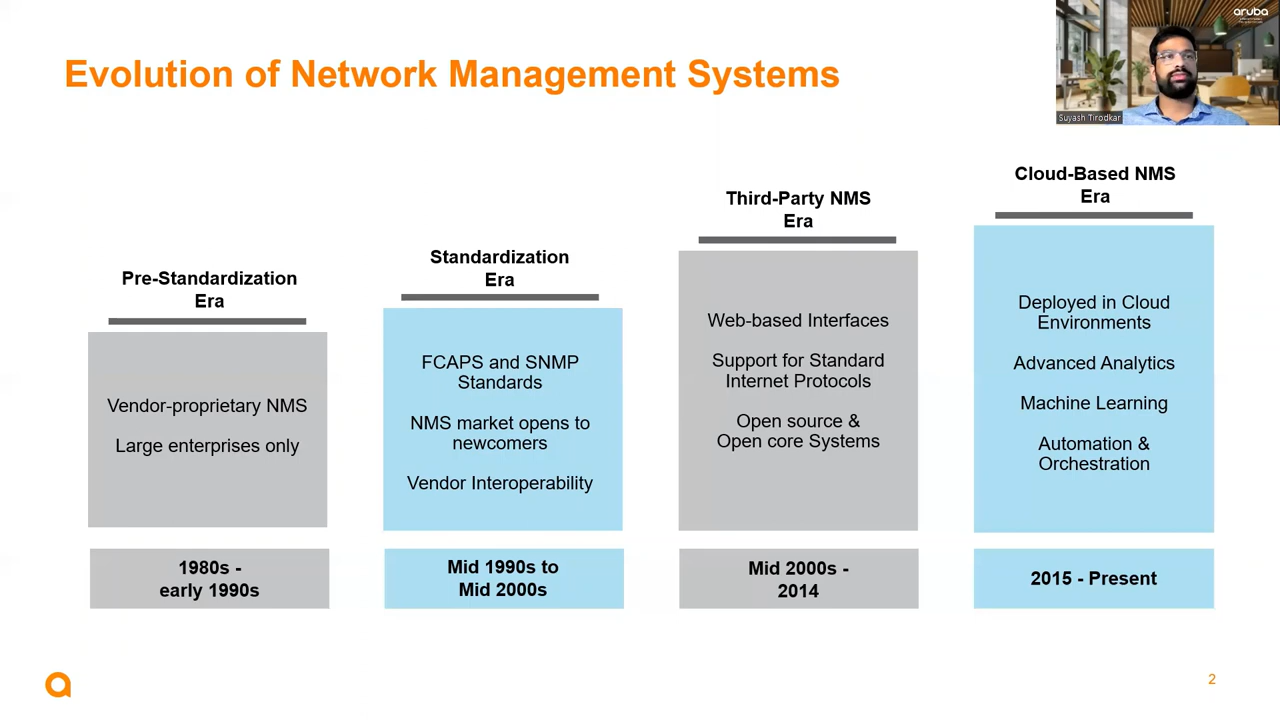 Evolution of Network Management Systems
aruba
Suyash Tirodkar
Pre-Standardization
Era
Vendor-proprietary NMS
Large enterprises only
1980s -
early 1990s
Standardization
Era
FCAPS and SNMP
Standards
NMS market opens to
newcomers
Vendor Interoperability
Mid 1990s to
Mid 2000s
Third-Party NMS
Era
Web-based Interfaces
Support for Standard
Internet Protocols
Open source &
Open core Systems
Mid 2000s -
2014
Cloud-Based NMS
Era
Deployed in Cloud
Environments
Advanced Analytics
Machine Learning
Automation &
Orchestration
2015 - Present
2